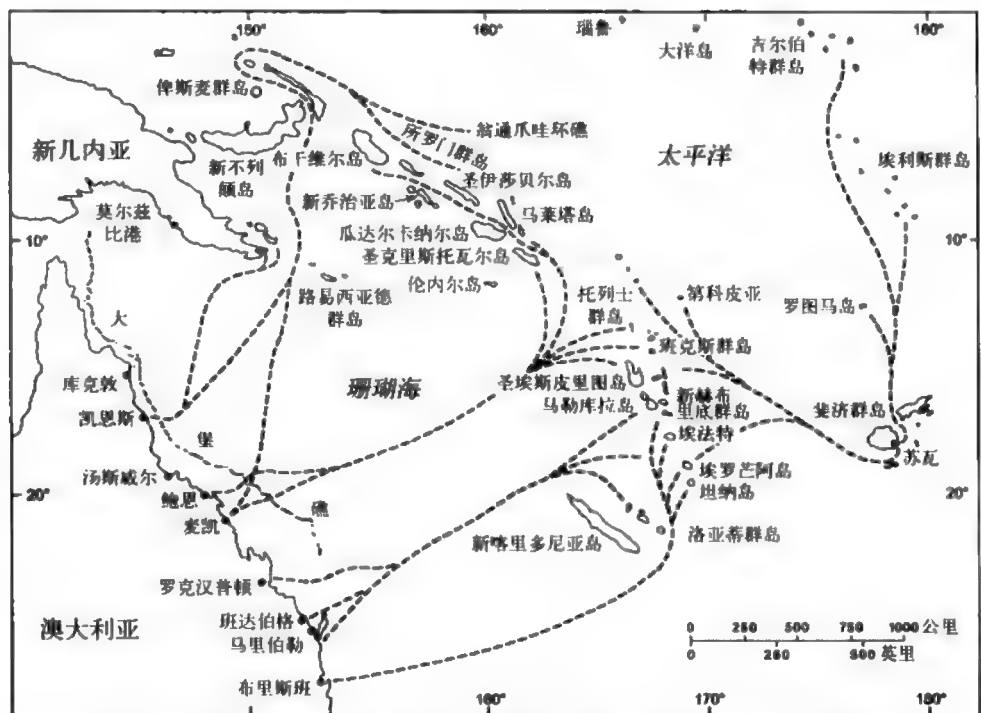 150°
160°
瑙鲁
大洋岛
吉尔伯
特群岛
180°
俾斯麦群岛
新几内亚
新不列
颠岛
布干维尔岛
所罗门群岛
翁通爪哇环礁
太平洋
埃利斯群岛
圣伊莎贝尔岛
新乔治亚岛
马莱塔岛
莫尔兹
比港
瓜达尔卡纳尔岛
圣克里斯托瓦尔岛
10°
10°
伦内尔岛
路易西亚德
群岛
托列士
群岛
第科皮亚
罗图马岛
大
班克斯群岛
库克敦
珊瑚海
圣埃斯皮里图岛
马勒库拉岛
新赫布
里底群岛
凯恩斯
斐济群岛
堡
埃法特
苏瓦
汤斯威尔
埃罗芒阿岛
坦纳岛
20°
鲍恩
20°
麦凯
礁
新喀里多尼亚岛
洛亚蒂群岛
罗克汉普顿
澳大利亚
班达伯格
马里伯勒
0 250 500 750 1000 公里
0 250 500 英里
布里斯班
160°
170°
180°